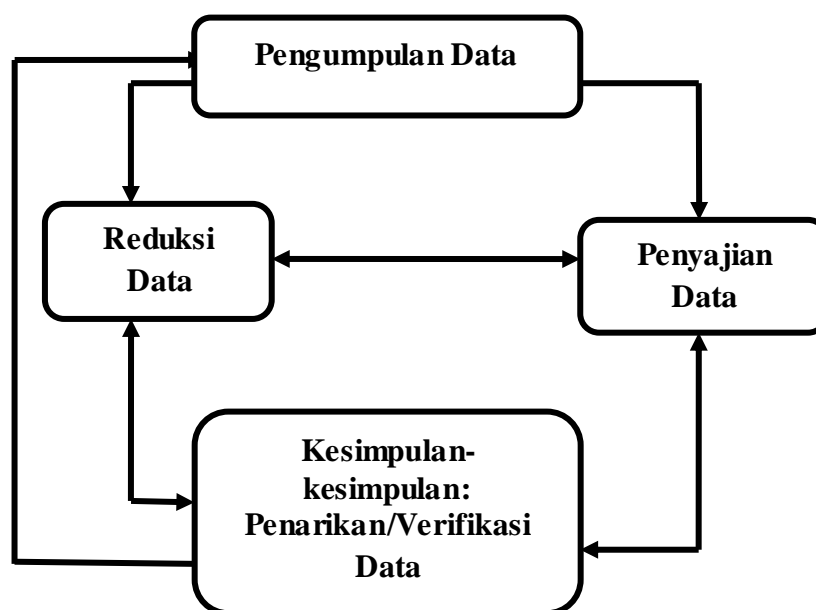 Pengumpulan Data
Reduksi
Data
Penyajian
Data
Kesimpulan-
kesimpulan:
Penarikan/Verifikasi
Data